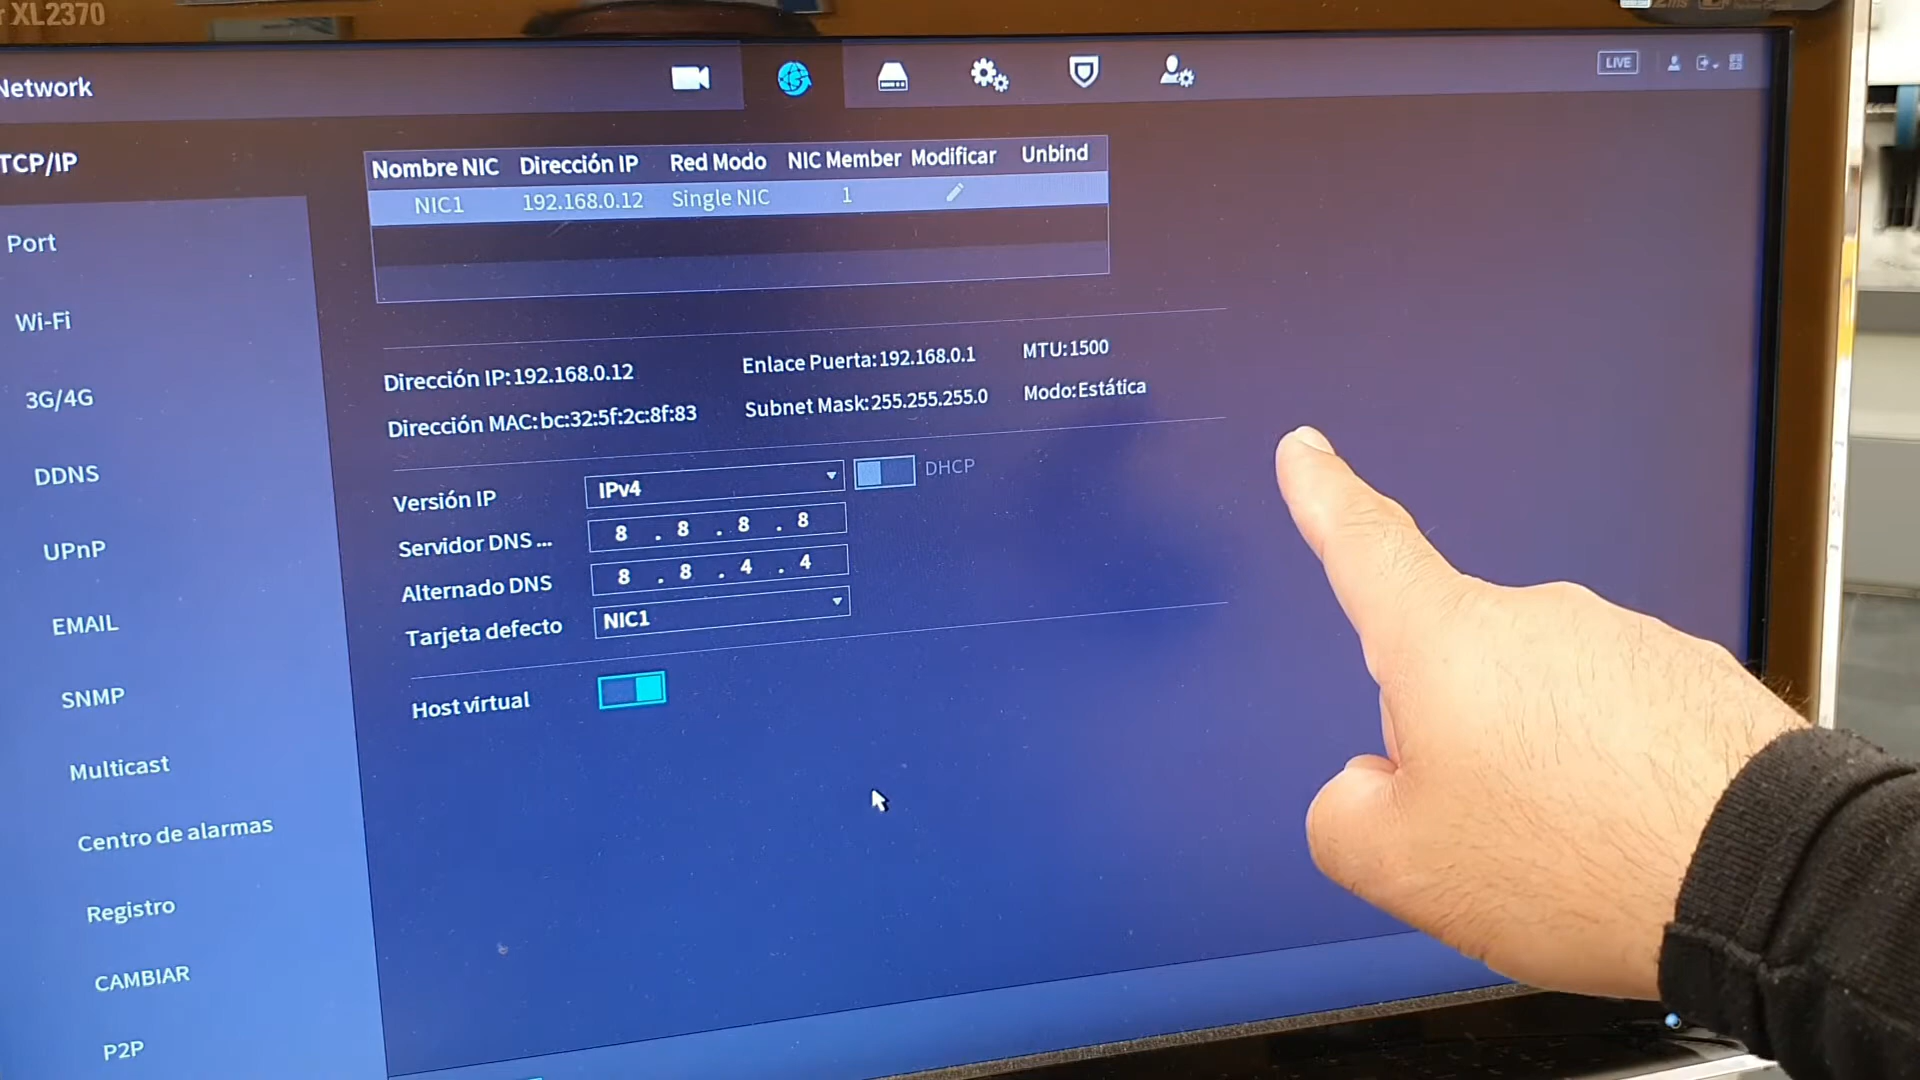 XL2370
Network
LIVE
TCP/IP
Port
Wi-Fi
3G/4G
DDNS
UPnP
EMAIL
SNMP
Multicast
Centro de alarmas
Registro
CAMBIAR
P2P
Nombre NIC Dirección IP Red Modo NIC Member Modificar Unbind
NIC1 192.168.0.12 Single NIC 1
Dirección IP:192.168.0.12 Enlace Puerta:192.168.0.1 MTU:1500
Dirección MAC:bc:32:5f:2c:8f:83 Subnet Mask:255.255.255.0 Modo:Estática
Versión IP IPv4 DHCP
Servidor DNS ... 8 . 8 . 8 . 8
Alternado DNS 8 . 8 . 4 . 4
Tarjeta defecto NIC1
Host virtual